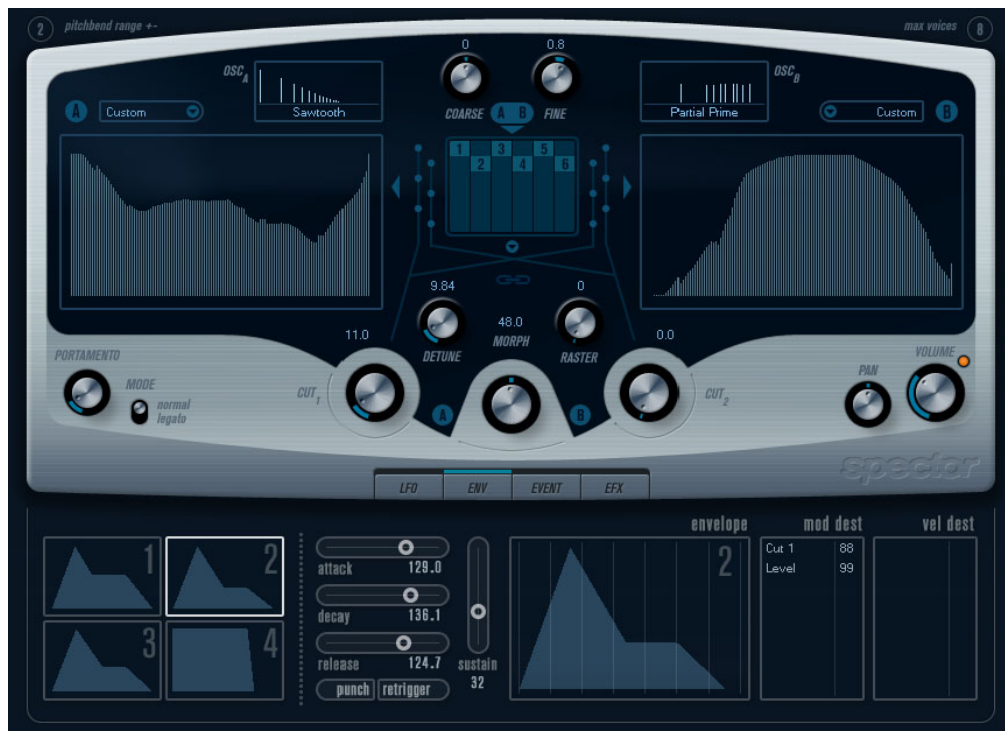 2 pitchbend range +-
max voices 8
OSC A
Sawtooth
0
COARSE
0.8
FINE
A B
OSC B
Partial Prime
A Custom
Custom B
1 2 3 4 5 6
9.84
DETUNE
48.0
MORPH
0
RASTER
11.0
CUT 1
0.0
CUT 2
A
B
PORTAMENTO
MODE
normal
legato
PAN
VOLUME
spector
LFO ENV EVENT EFX
1 2
3 4
attack 129.0
decay 136.1
release 124.7
punch retrigger
sustain
32
envelope
2
mod dest
Cut 1 88
Level 99
vel dest